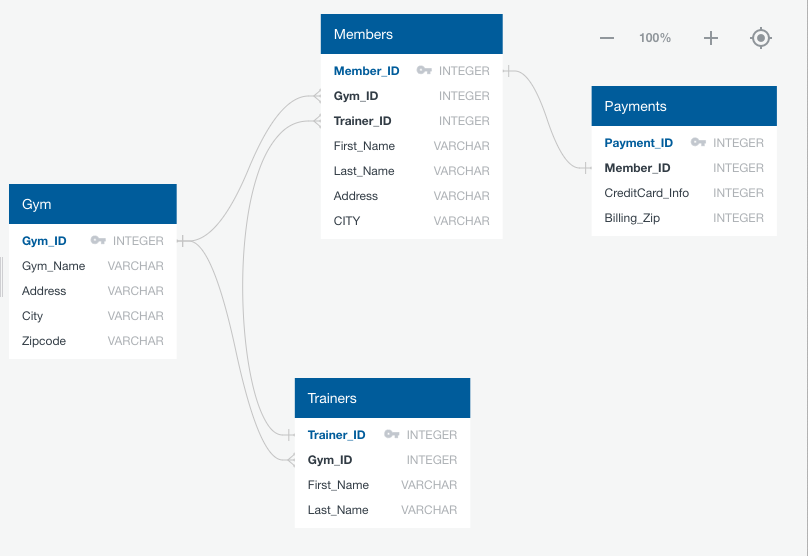 100%
Members
Member_ID INTEGER
Gym_ID INTEGER
Trainer_ID INTEGER
First_Name VARCHAR
Last_Name VARCHAR
Address VARCHAR
CITY VARCHAR
Payments
Payment_ID INTEGER
Member_ID INTEGER
CreditCard_Info INTEGER
Billing_Zip INTEGER
Gym
Gym_ID INTEGER
Gym_Name VARCHAR
Address VARCHAR
City VARCHAR
Zipcode VARCHAR
Trainers
Trainer_ID INTEGER
Gym_ID INTEGER
First_Name VARCHAR
Last_Name VARCHAR